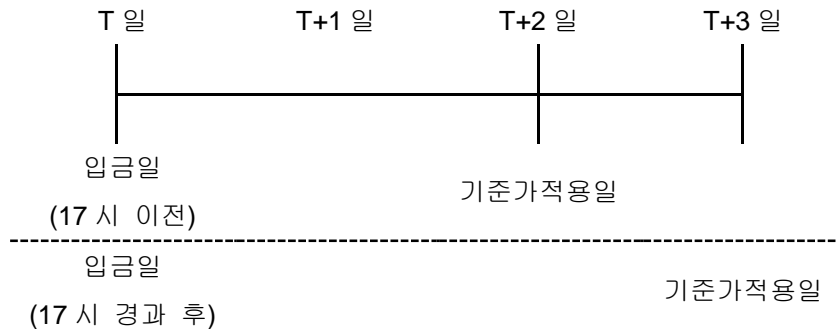 T 일 T+1 일 T+2 일 T+3 일
입금일
(17 시 이전)
기준가적용일
입금일
(17 시 경과 후)
기준가적용일